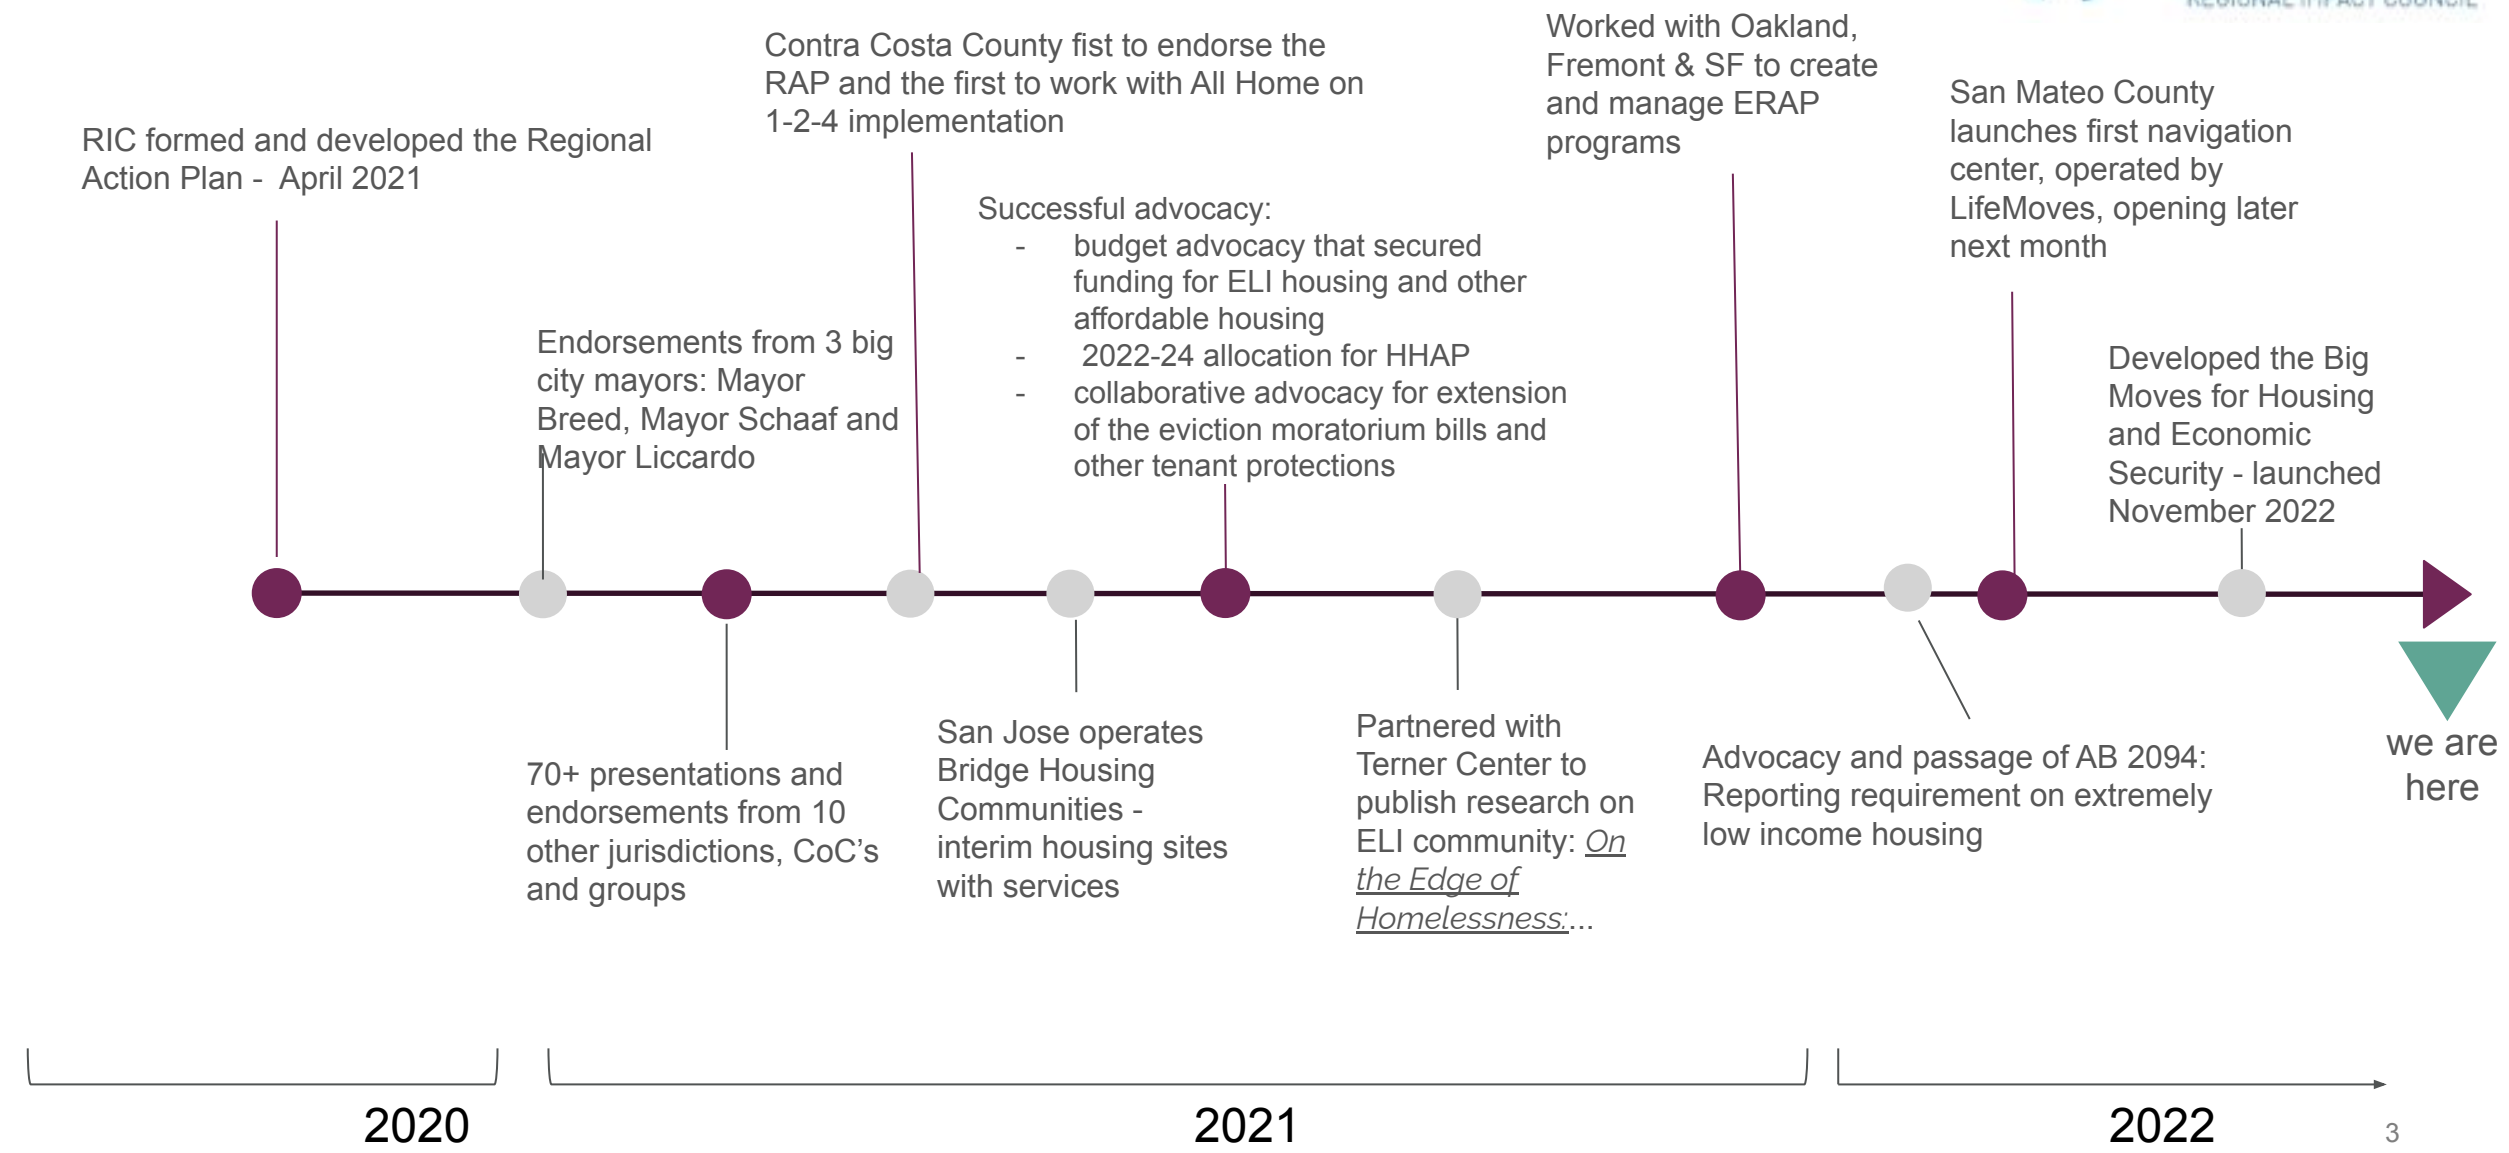 REGIONAL IMPACT COUNCIL
Contra Costa County fist to endorse the
RAP and the first to work with All Home on
1-2-4 implementation
Worked with Oakland,
Fremont & SF to create
and manage ERAP
programs
San Mateo County
launches first navigation
center, operated by
LifeMoves, opening later
next month
RIC formed and developed the Regional
Action Plan -  April 2021
Successful advocacy:
- budget advocacy that secured
funding for ELI housing and other
affordable housing
- 2022-24 allocation for HHAP
- collaborative advocacy for extension
of the eviction moratorium bills and
other tenant protections
Endorsements from 3 big
city mayors: Mayor
Breed, Mayor Schaaf and
Mayor Liccardo
Developed the Big
Moves for Housing
and Economic
Security - launched
November 2022
70+ presentations and
endorsements from 10
other jurisdictions, CoC’s
and groups
San Jose operates
Bridge Housing
Communities -
interim housing sites
with services
Partnered with
Terner Center to
publish research on
ELI community: On
the Edge of
Homelessness:...
Advocacy and passage of AB 2094:
Reporting requirement on extremely
low income housing
we are
here
2020
2021
2022
3